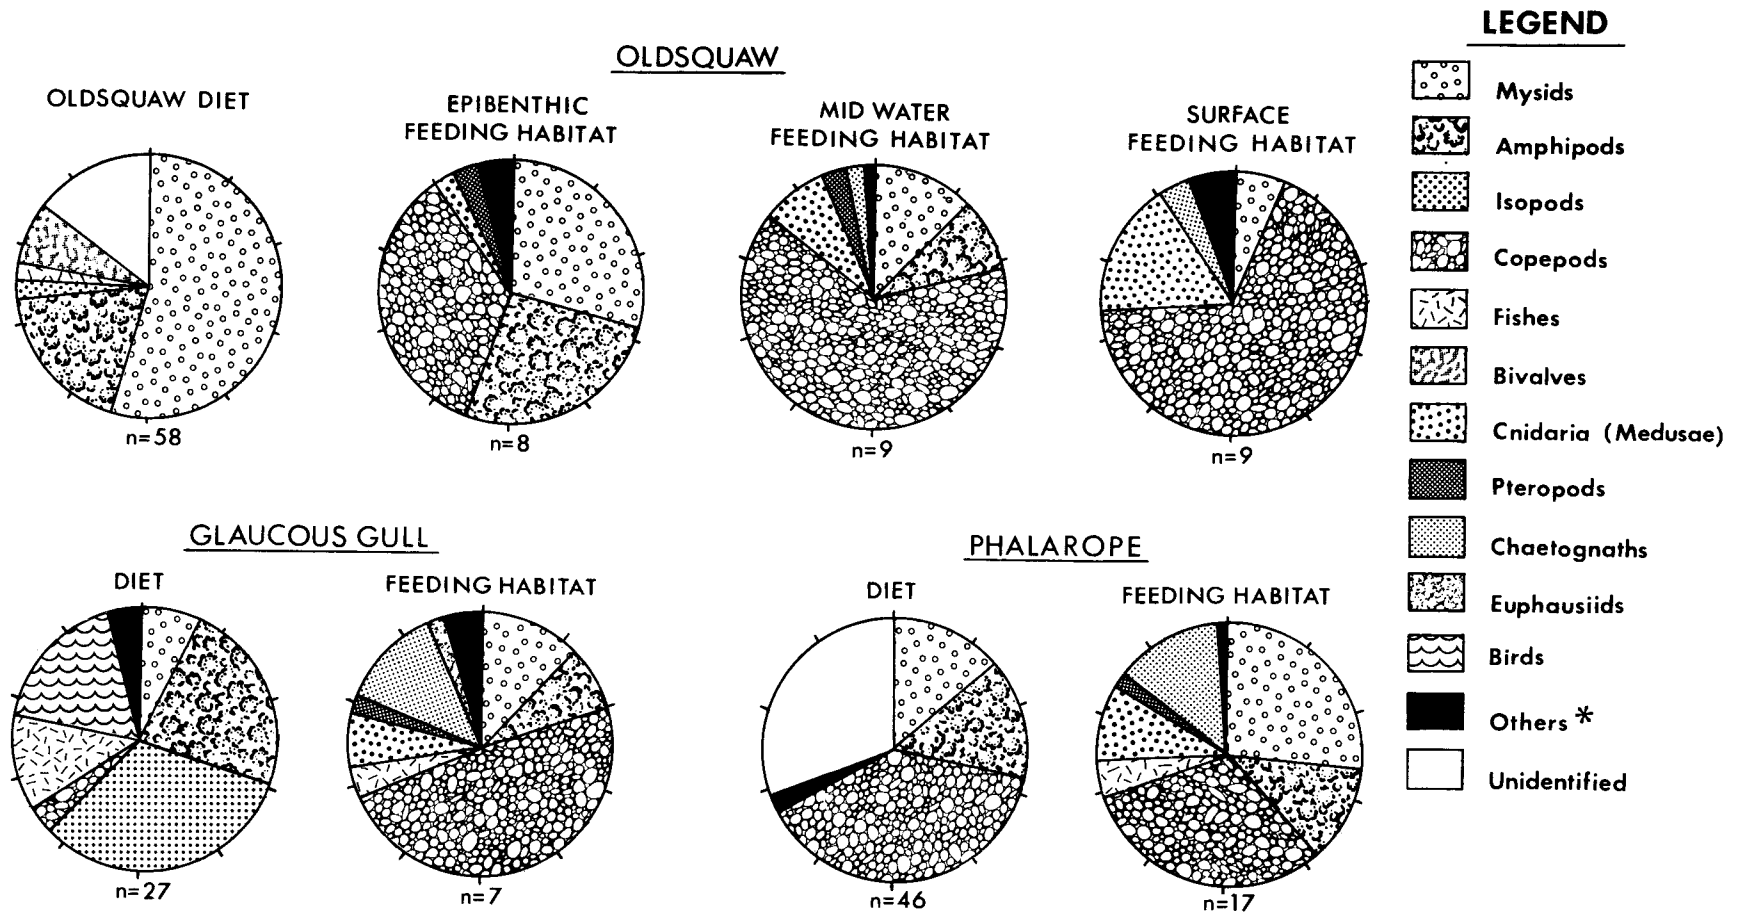 OLDSQUAW
OLDSQUAW DIET
n=58
EPIBENTHIC
FEEDING HABITAT
n=8
MID WATER
FEEDING HABITAT
n=9
SURFACE
FEEDING HABITAT
n=9
GLAUCOUS GULL
DIET
n=27
FEEDING HABITAT
n=7
PHALAROPE
DIET
n=46
FEEDING HABITAT
n=17
LEGEND
Mysids
Amphipods
Isopods
Copepods
Fishes
Bivalves
Cnidaria (Medusae)
Pteropods
Chaetognaths
Euphausiids
Birds
Others *
Unidentified